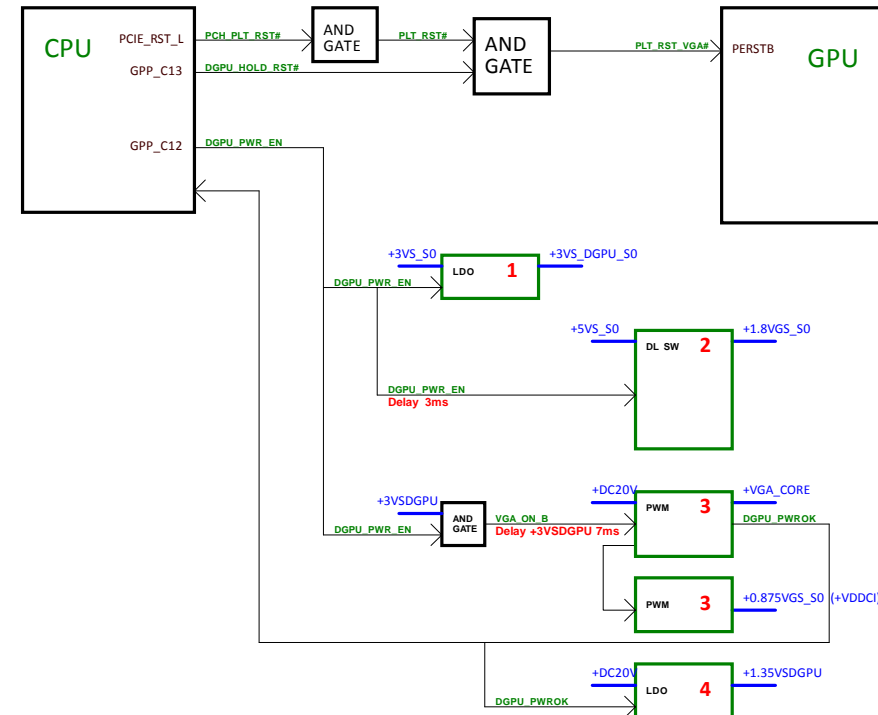 CPU
PCIE_RST_L
PCH_PLT_RST#
AND
GATE
PLT_RST#
AND
GATE
PLT_RST_VGA#
PERSTB
GPU
GPP_C13
DGPU_HOLD_RST#
GPP_C12
DGPU_PWR_EN
+3VS_S0
LDO
1
+3VS_DGPU_S0
DGPU_PWR_EN
+5VS_S0
DL SW
2
+1.8VGS_S0
DGPU_PWR_EN
Delay 3ms
+3VSDGPU
AND
GATE
DGPU_PWR_EN
VGA_ON_B
Delay +3VSDGPU 7ms
+DC20V
PWM
3
+VGA_CORE
DGPU_PWROK
PWM
3
+0.875VGS_S0 (+VDDCI)
+DC20V
LDO
4
+1.35VSDGPU
DGPU_PWROK